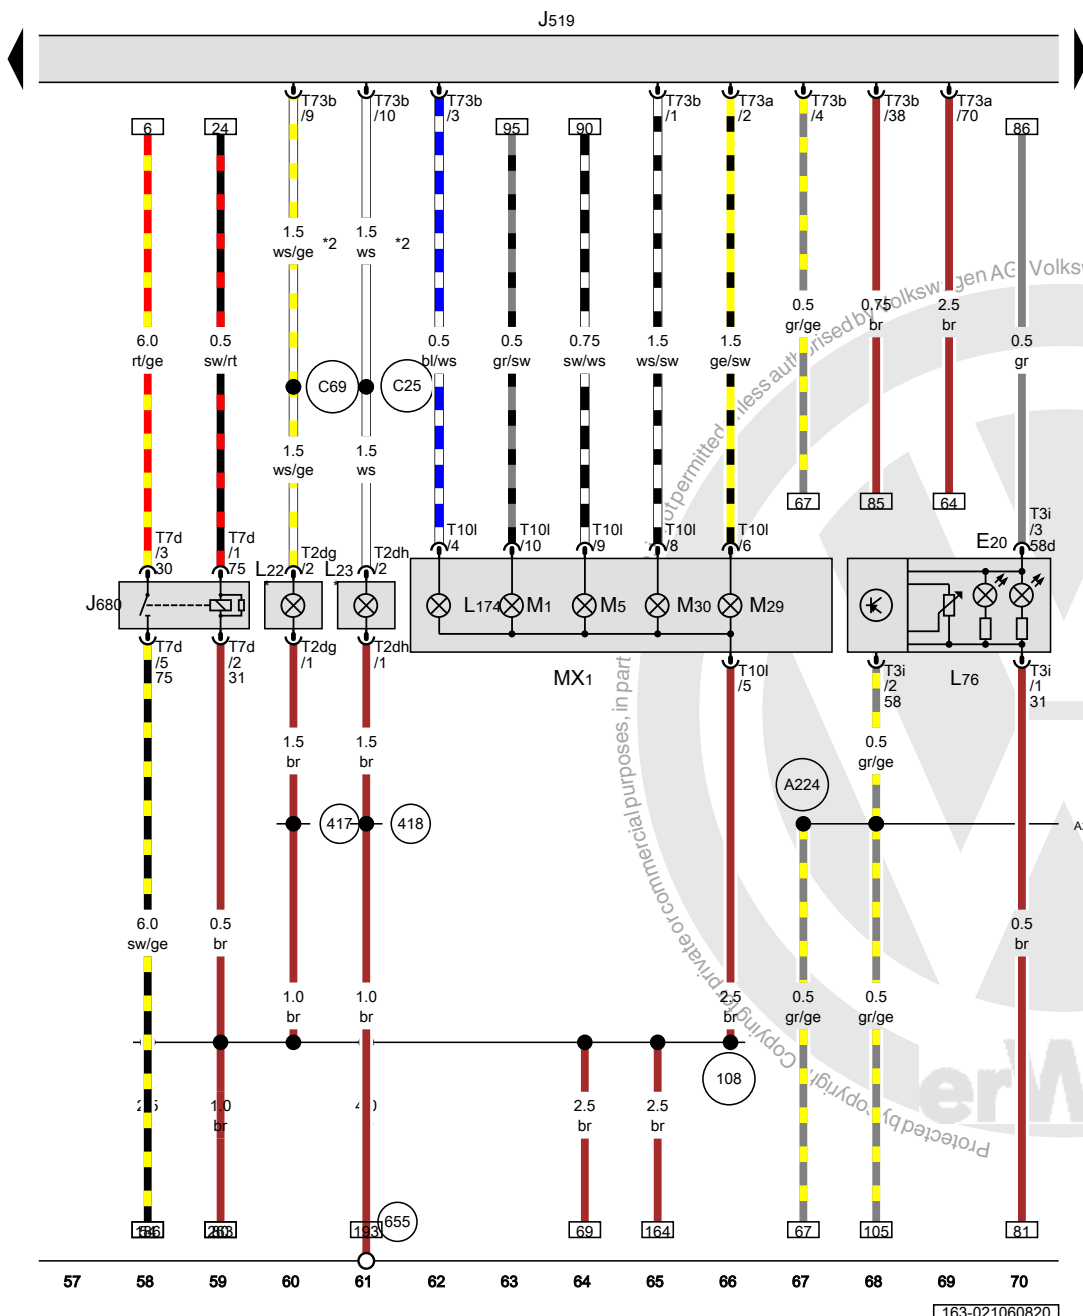 J519
T73b /9
T73b /10
T73b /3
T73b /1
T73a /2
T73b /4
T73b /38
T73a /70
6
24
95
90
86
1.5 ws/ge *2
1.5 ws *2
0.5 gr/ge
0.75 br
2.5 br
6.0 rt/ge
0.5 sw/rt
0.5 bl/ws
0.5 gr/sw
0.75 sw/ws
1.5 ws/sw
1.5 ge/sw
0.5 gr
C69
C25
1.5 ws/ge
1.5 ws
67
85
64
T7d /3 30
T7d /1 75
T2dg /2
T2dh /2
T10l /4
T10l /10
T10l /9
T10l /8
T10l /6
T3i /3 58d
L22 *
L23 *
E20
J680
L174
M1
M5
M30
M29
T7d /5 75
T7d /2 31
T2dg /1
T2dh /1
MX1
T10l /5
T3i /2 58
L76
T3i /1 31
1.5 br
1.5 br
0.5 gr/ge
A224
417
418
6.0 sw/ge
0.5 br
0.5 br
1.0 br
1.0 br
2.5 br
0.5 gr/ge
0.5 gr/ge
108
1.0 br
2.5 br
2.5 br
655
193
69
164
67
105
81
57 58 59 60 61 62 63 64 65 66 67 68 69 70
163-021060820